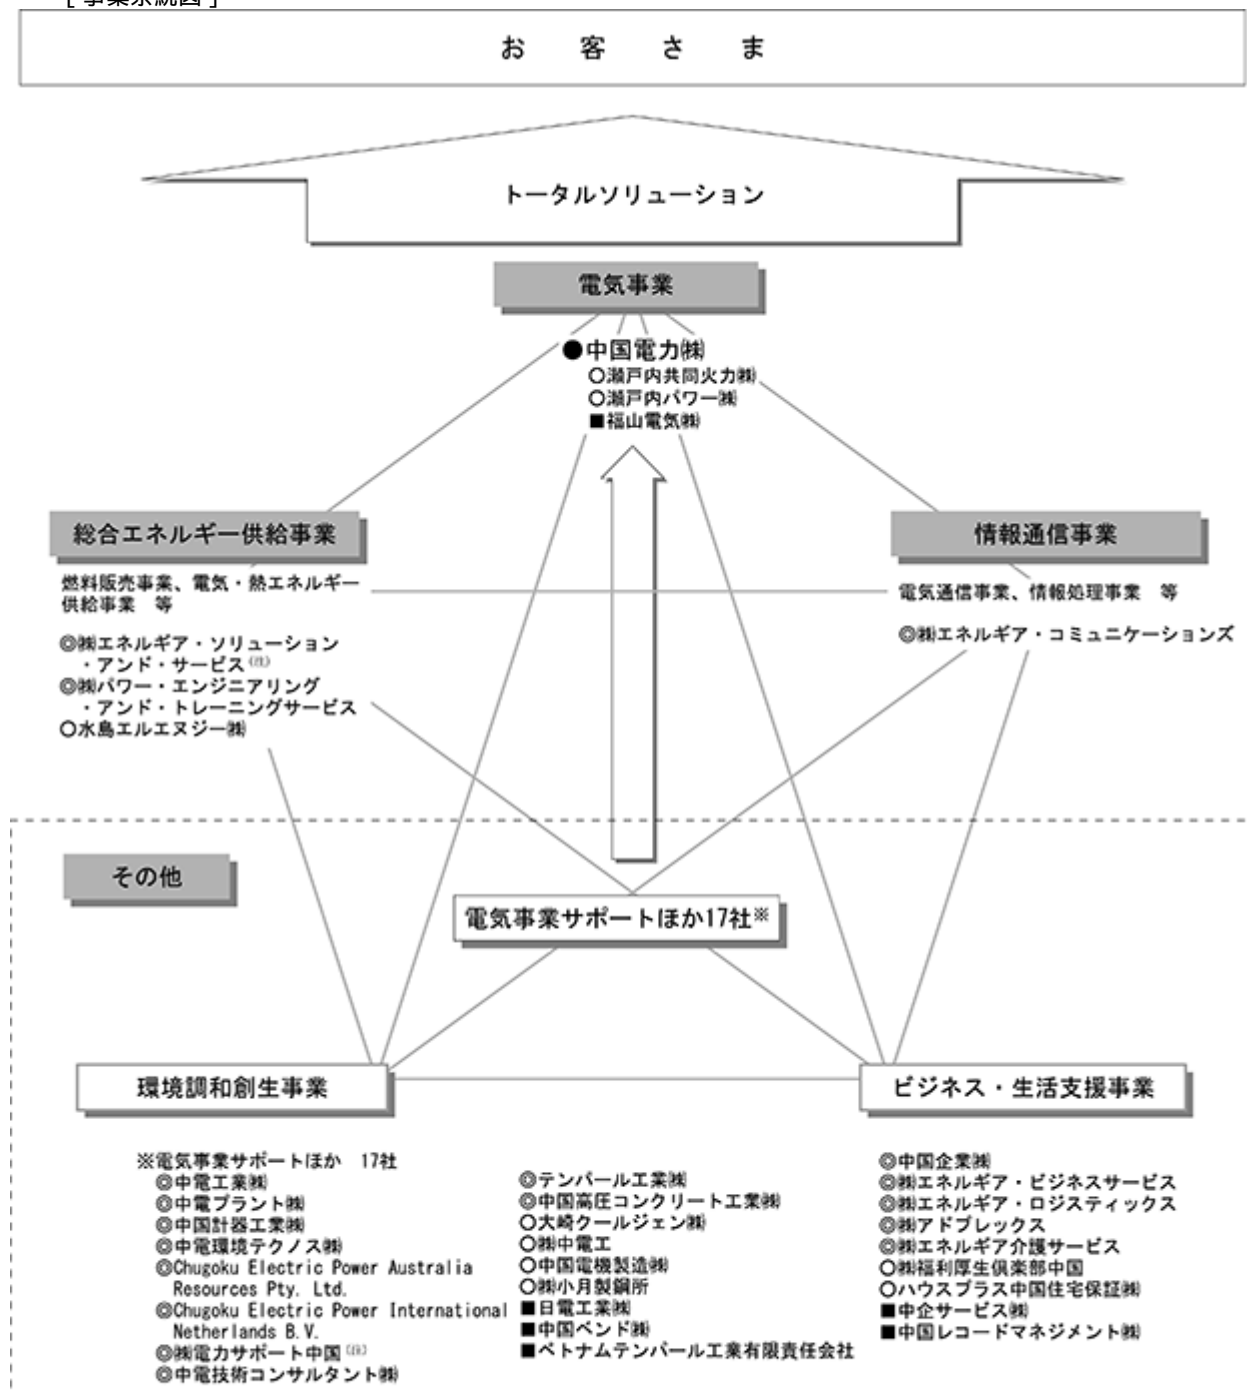 [ 事業系統図 ]
お 客 さ ま
トータルソリューション
電気事業
●中国電力㈱
○瀬戸内共同火力㈱
○瀬戸内パワー㈱
■福山電気㈱
総合エネルギー供給事業
燃料販売事業、電気・熱エネルギー
供給事業 等
◎㈱エネルギア・ソリューション
・アンド・サービス(注)
◎㈱パワー・エンジニアリング
・アンド・トレーニングサービス
○水島エルエヌジー㈱
情報通信事業
電気通信事業、情報処理事業 等
◎㈱エネルギア・コミュニケーションズ
その他
電気事業サポートほか17社※
環境調和創生事業
ビジネス・生活支援事業
※電気事業サポートほか 17社
◎中電工業㈱
◎中電プラント㈱
◎中国計器工業㈱
◎中電環境テクノス㈱
◎Chugoku Electric Power Australia
Resources Pty. Ltd.
◎Chugoku Electric Power International
Netherlands B.V.
◎㈱電力サポート中国(注)
◎中電技術コンサルタント㈱
◎テンパール工業㈱
◎中国高圧コンクリート工業㈱
○大崎クールジェン㈱
○㈱中電工
○中国電機製造㈱
○㈱小月製鋼所
■日電工業㈱
■中国ペンド㈱
■ベトナムテンパール工業有限責任会社
◎中国企業㈱
◎㈱エネルギア・ビジネスサービス
◎㈱エネルギア・ロジスティックス
◎㈱アドプレックス
◎㈱エネルギア介護サービス
○㈱福利厚生倶楽部中国
○ハウスプラス中国住宅保証㈱
■中企サービス㈱
■中国レコードマネジメント㈱